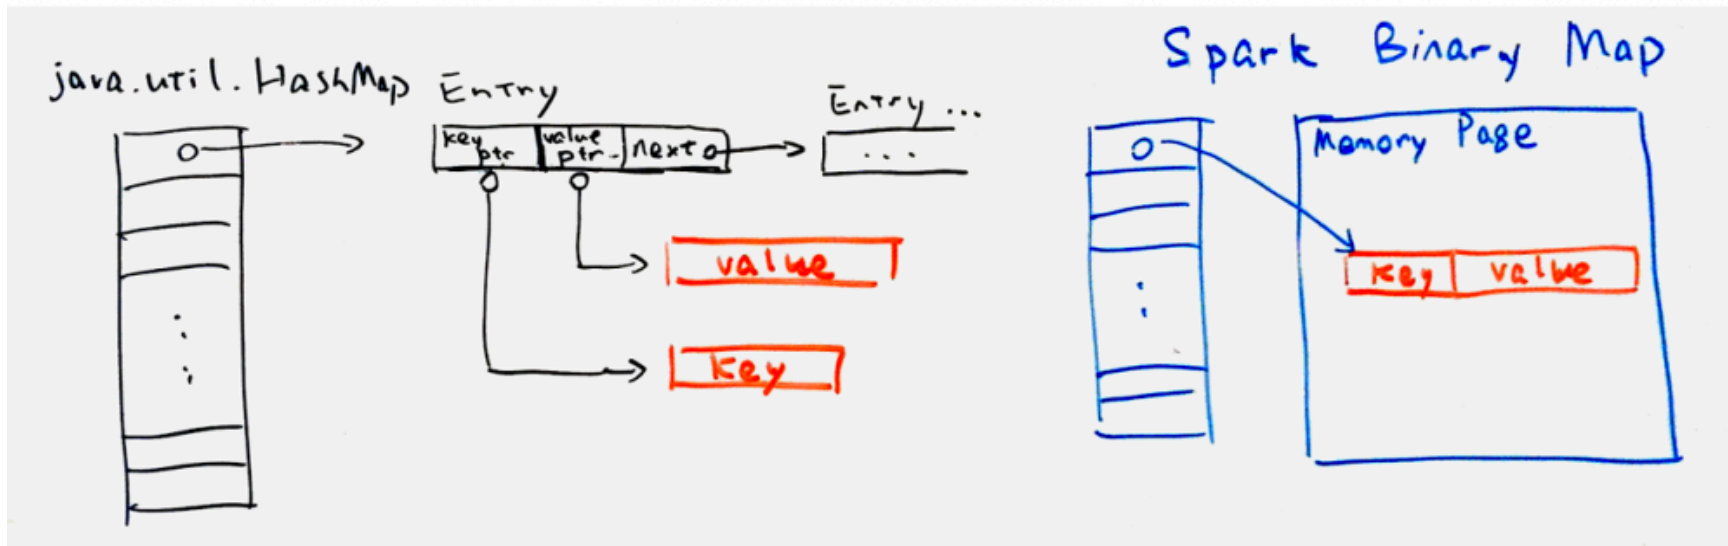 java.util.HashMap
Entry
key
ptr
value
ptr
next
Entry ...
...
value
key
Spark Binary Map
Memory Page
key value